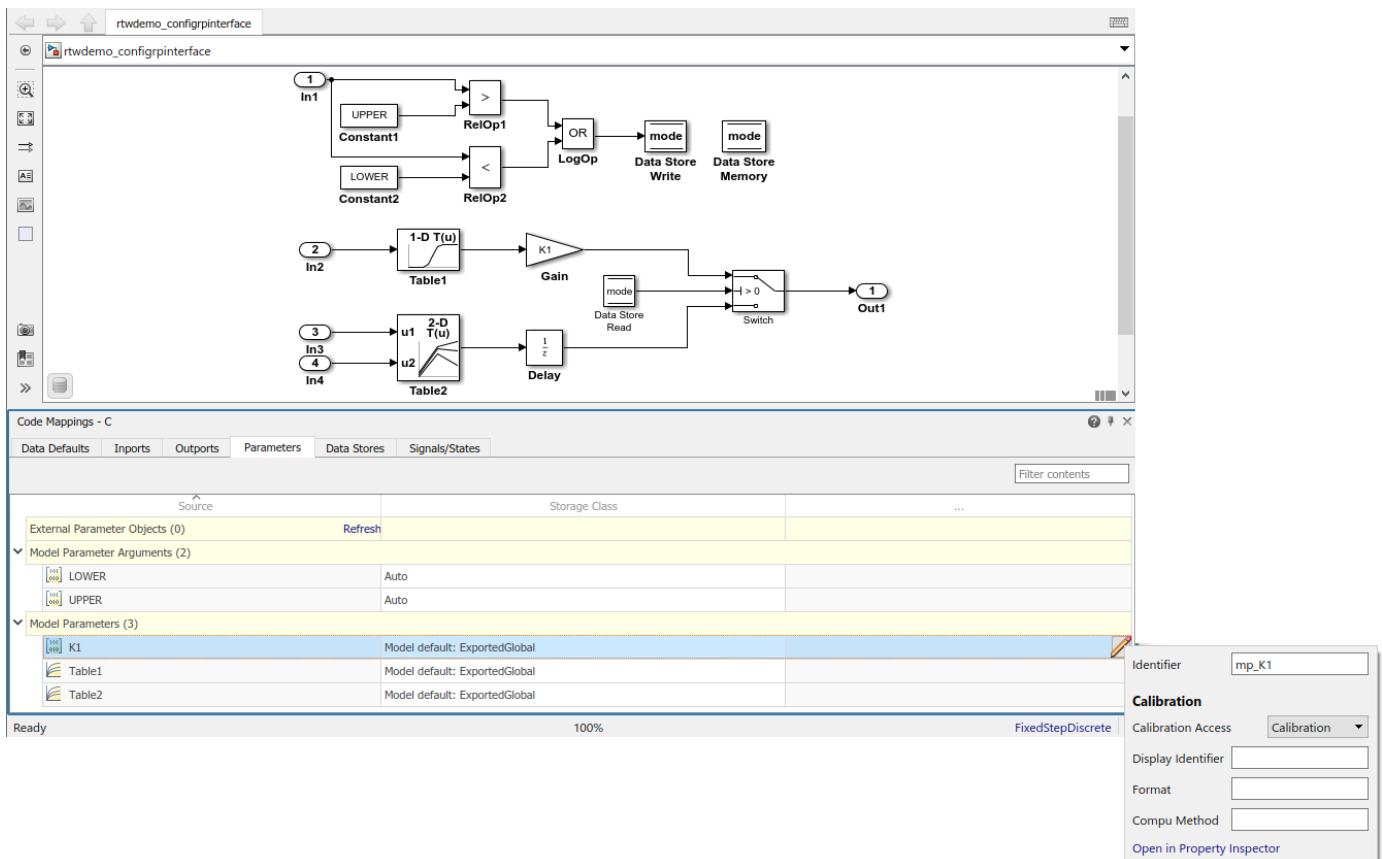 rtwdemo_configrpinterface
rtwdemo_configrpinterface
1
In1
UPPER
Constant1
>
RelOp1
OR
LogOp
mode
Data Store
Write
mode
Data Store
Memory
LOWER
Constant2
<
RelOp2
2
In2
1-D T(u)
Table1
K1
Gain
mode
Data Store
Read
> 0
Switch
1
Out1
3
In3
4
In4
u1
2-D
T(u)
u2
Table2
1
z
Delay
Code Mappings - C
Data Defaults Inports Outports Parameters Data Stores Signals/States
Filter contents
Source Storage Class ...
External Parameter Objects (0) Refresh
Model Parameter Arguments (2)
LOWER Auto
UPPER Auto
Model Parameters (3)
K1 Model default: ExportedGlobal
Table1 Model default: ExportedGlobal
Table2 Model default: ExportedGlobal
Ready 100% FixedStepDiscrete
Identifier mp_K1
Calibration
Calibration Access Calibration
Display Identifier
Format
Compu Method
Open in Property Inspector